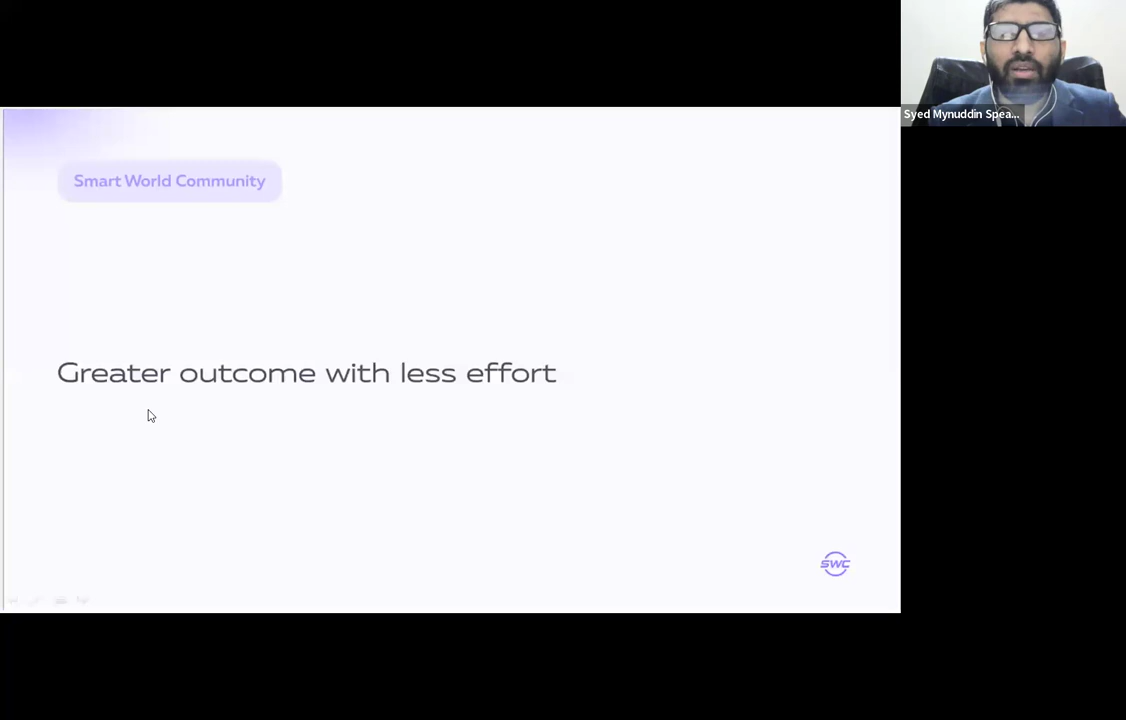 Syed Mynuddin Spea...
Smart World Community
Greater outcome with less effort
SWC